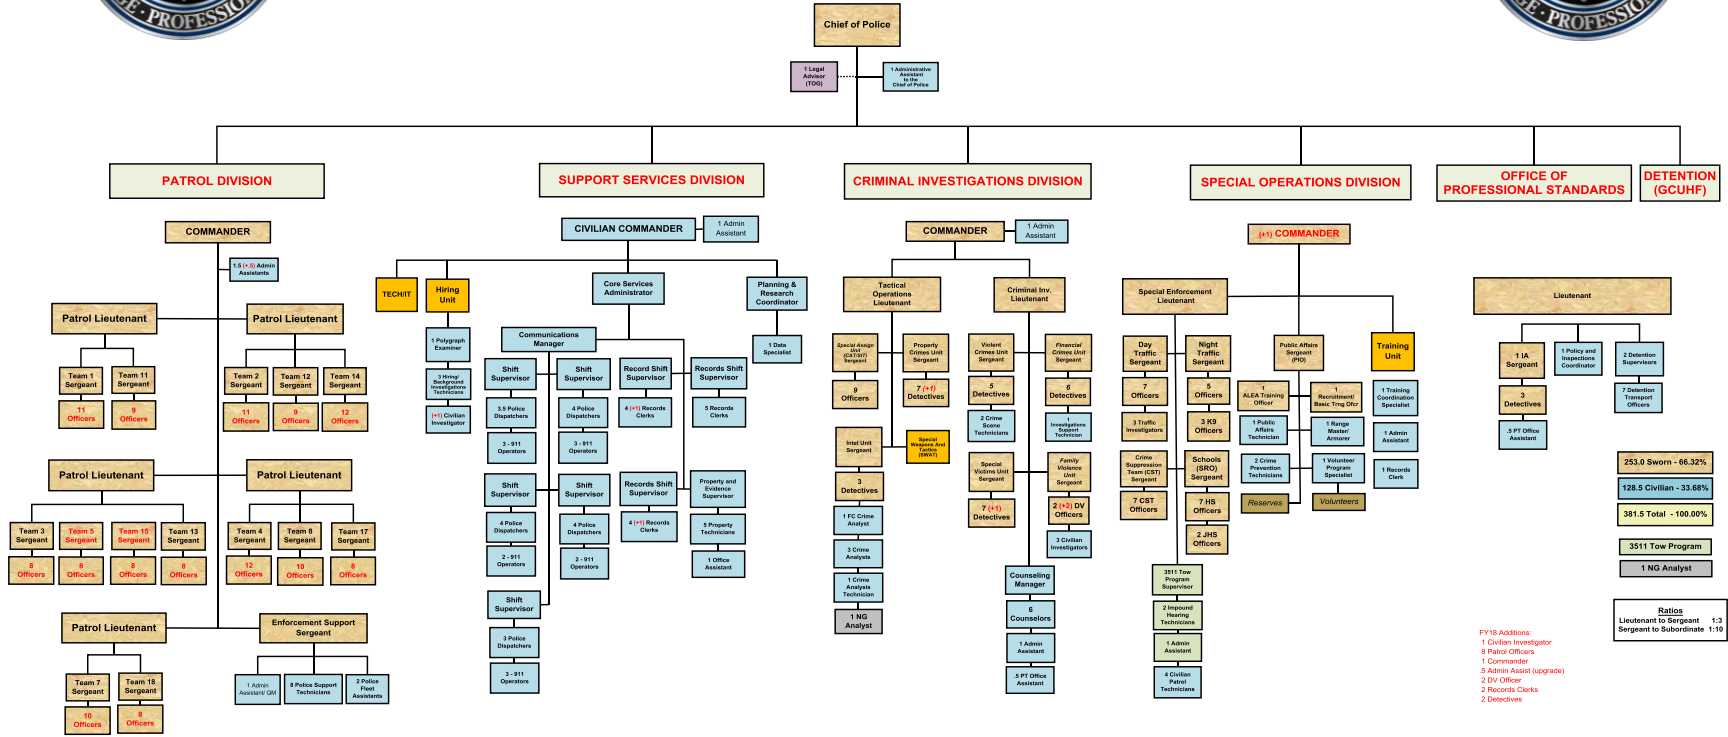 GE · PROFESSIO
GE · PROFESSIO
Chief of Police
1 Legal
Advisor
(TOG)
1 Administrative
Assistant
to the
Chief of Police
PATROL DIVISION
SUPPORT SERVICES DIVISION
CRIMINAL INVESTIGATIONS DIVISION
SPECIAL OPERATIONS DIVISION
OFFICE OF
PROFESSIONAL STANDARDS
DETENTION
(GCUHF)
COMMANDER
1.5 (+.5) Admin
Assistants
Patrol Lieutenant
Patrol Lieutenant
Team 1
Sergeant
Team 11
Sergeant
Team 2
Sergeant
Team 12
Sergeant
Team 14
Sergeant
11
Officers
9
Officers
11
Officers
9
Officers
12
Officers
Patrol Lieutenant
Patrol Lieutenant
Team 3
Sergeant
Team 5
Sergeant
Team 15
Sergeant
Team 13
Sergeant
Team 4
Sergeant
Team 8
Sergeant
Team 17
Sergeant
8
Officers
8
Officers
8
Officers
8
Officers
12
Officers
10
Officers
8
Officers
Patrol Lieutenant
Enforcement Support
Sergeant
Team 7
Sergeant
Team 18
Sergeant
10
Officers
8
Officers
1 Admin
Assistant/ QM
8 Police Support
Technicians
2 Police
Fleet
Assistants
CIVILIAN COMMANDER
1 Admin
Assistant
TECH/IT
Hiring
Unit
1 Polygraph
Examiner
3 Hiring/
Background
Investigations
Technicians
(+1) Civilian
Investigator
Core Services
Administrator
Planning &
Research
Coordinator
1 Data
Specialist
Communications
Manager
Shift
Supervisor
3.5 Police
Dispatchers
3 - 911
Operators
Shift
Supervisor
4 Police
Dispatchers
3 - 911
Operators
Record Shift
Supervisor
4 (+1) Records
Clerks
Records Shift
Supervisor
5 Records
Clerks
Shift
Supervisor
4 Police
Dispatchers
2 - 911
Operators
Shift
Supervisor
4 Police
Dispatchers
2 - 911
Operators
Records Shift
Supervisor
4 (+1) Records
Clerks
Property and
Evidence
Supervisor
5 Property
Technicians
1 Office
Assistant
Shift
Supervisor
3 Police
Dispatchers
3 - 911
Operators
COMMANDER
1 Admin
Assistant
Tactical
Operations
Lieutenant
Criminal Inv.
Lieutenant
Special Assign
Unit
(CAT/SIT)
Sergeant
9
Officers
Property
Crimes Unit
Sergeant
7 (+1)
Detectives
Intel Unit
Sergeant
Special
Weapons And
Tactics
(SWAT)
3
Detectives
1 FC Crime
Analyst
3 Crime
Analysts
1 Crime
Analysis
Technician
1 NG
Analyst
Violent
Crimes Unit
Sergeant
5
Detectives
2 Crime
Scene
Technicians
Financial
Crimes Unit
Sergeant
6
Detectives
1
Investigations
Support
Technician
Special
Victims Unit
Sergeant
7 (+1)
Detectives
Family
Violence
Unit
Sergeant
2 (+2) DV
Officers
3 Civilian
Investigators
Counseling
Manager
6
Counselors
1 Admin
Assistant
.5 PT Office
Assistant
(+1) COMMANDER
Special Enforcement
Lieutenant
Day
Traffic
Sergeant
7
Officers
3 Traffic
Investigators
Night
Traffic
Sergeant
5
Officers
3 K9
Officers
Crime
Suppression
Team (CST)
Sergeant
7 CST
Officers
Schools
(SRO)
Sergeant
7 HS
Officers
2 JHS
Officers
3511 Tow
Program
Supervisor
2 Impound
Hearing
Technicians
1 Admin
Assistant
4 Civilian
Patrol
Technicians
Public Affairs
Sergeant
(PIO)
1
ALEA Training
Officer
1
Recruitment/
Basic Trng Ofcr
1 Public
Affairs
Technician
1 Range
Master/
Armorer
2 Crime
Prevention
Technicians
1 Volunteer
Program
Specialist
Reserves
Volunteers
Training
Unit
1 Training
Coordination
Specialist
1 Admin
Assistant
1 Records
Clerk
Lieutenant
1 IA
Sergeant
3
Detectives
.5 PT Office
Assistant
1 Policy and
Inspections
Coordinator
2 Detention
Supervisors
7 Detention
Transport
Officers
253.0 Sworn - 66.32%
128.5 Civilian - 33.68%
381.5 Total - 100.00%
3511 Tow Program
1 NG Analyst
Ratios
Lieutenant to Sergeant 1:3
Sergeant to Subordinate 1:10
FY18 Additions:
1 Civilian Investigator
8 Patrol Officers
1 Commander
.5 Admin Assist (upgrade)
2 DV Officer
2 Records Clerks
2 Detectives